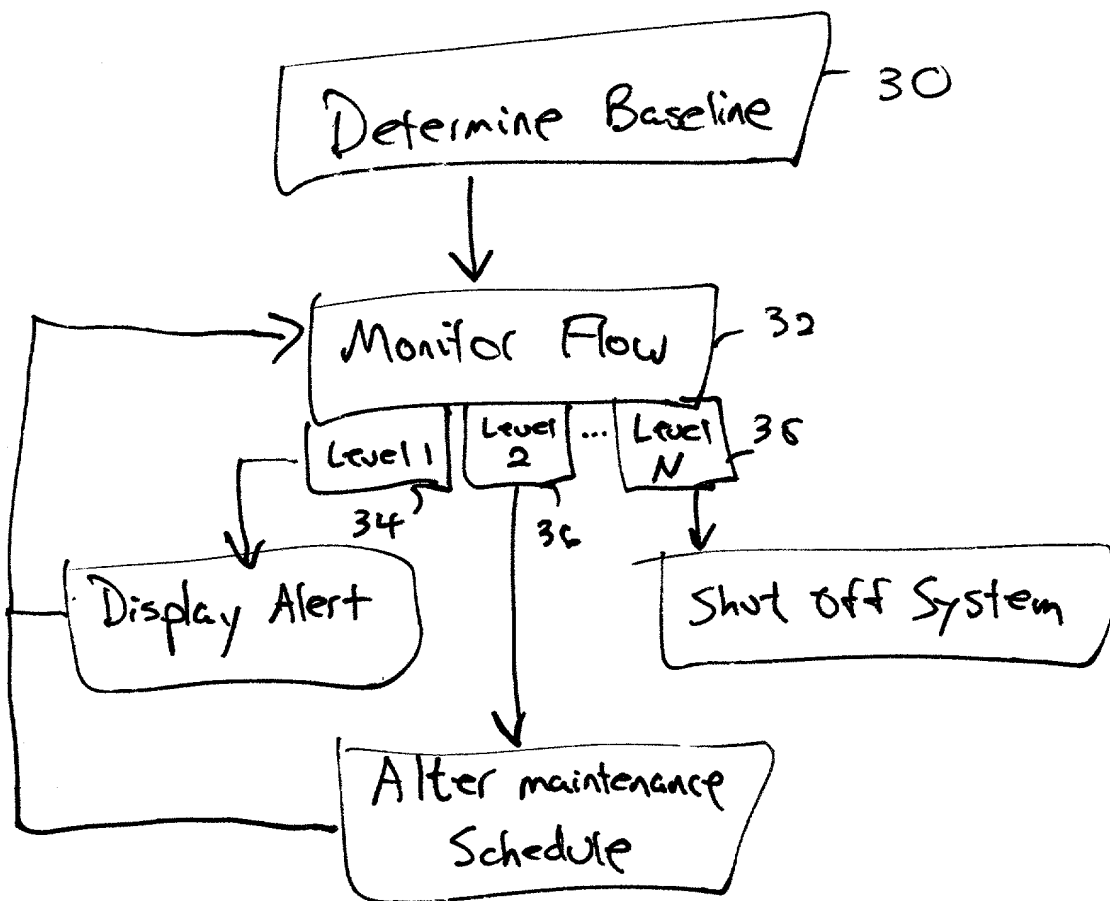 Determine Baseline
30
Monitor Flow
32
Level 1
Level
2
...
Level
N
38
34
36
Display Alert
Shut off System
Alter maintenance
Schedule